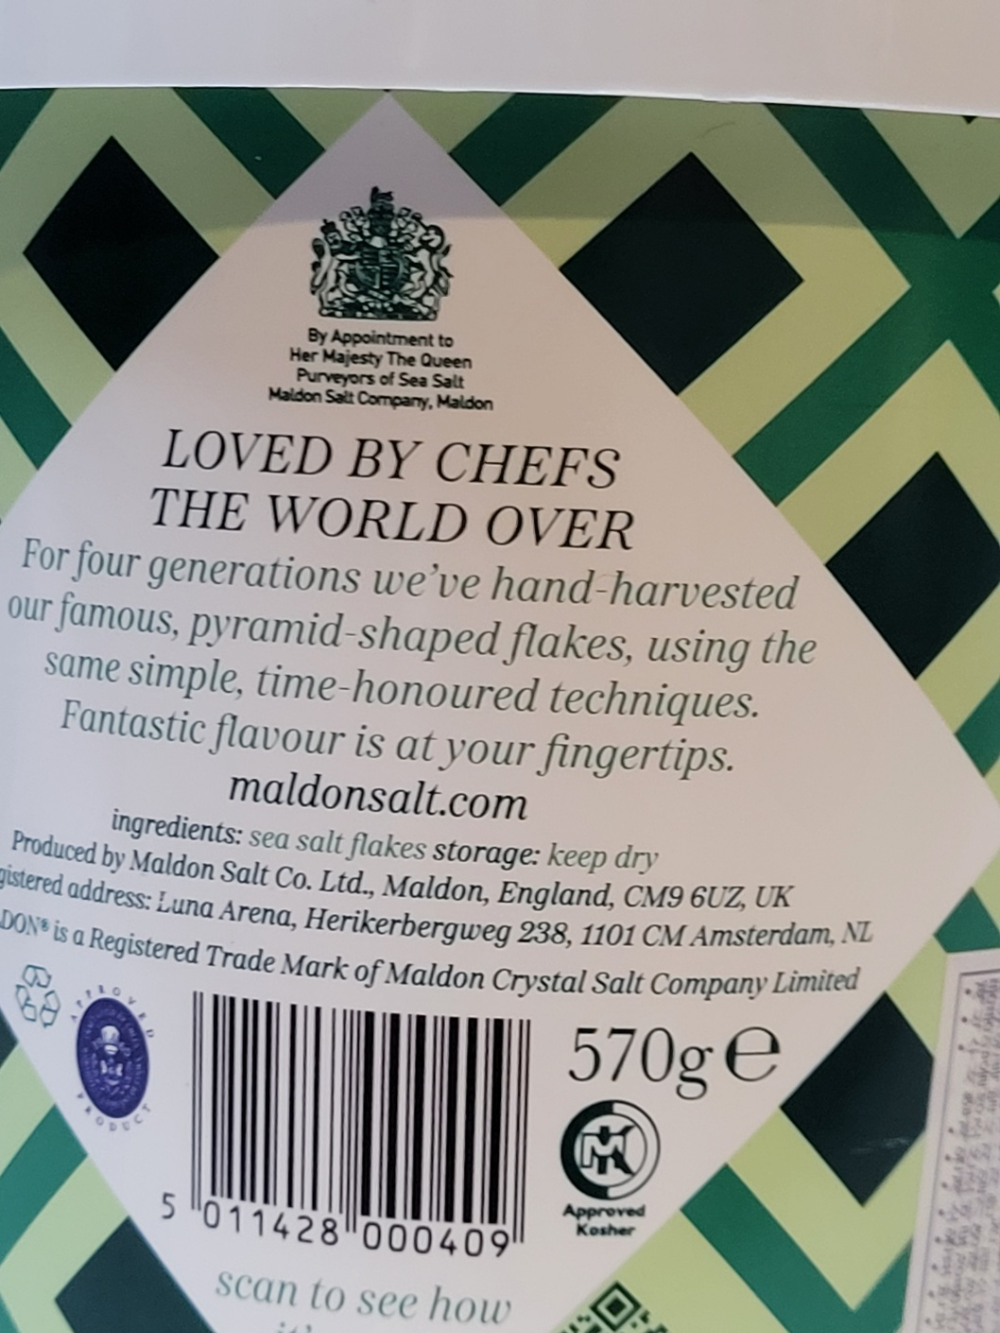 By Appointment to
Her Majesty The Queen
Purveyors of Sea Salt
Maldon Salt Company, Maldon
LOVED BY CHEFS
THE WORLD OVER
For four generations we've hand-harvested
our famous, pyramid-shaped flakes, using the
same simple, time-honoured techniques.
Fantastic flavour is at your fingertips.
maldonsalt.com
ingredients: sea salt flakes storage: keep dry
Produced by Maldon Salt Co. Ltd., Maldon, England, CM9 6UZ, UK
gistered address: Luna Arena, Herikerbergweg 238, 1101 CM Amsterdam, NL
DON® is a Registered Trade Mark of Maldon Crystal Salt Company Limited
APPROVED
PRODUCT
570g ℮
MK
Approved
Kosher
5 011428 000409
scan to see how